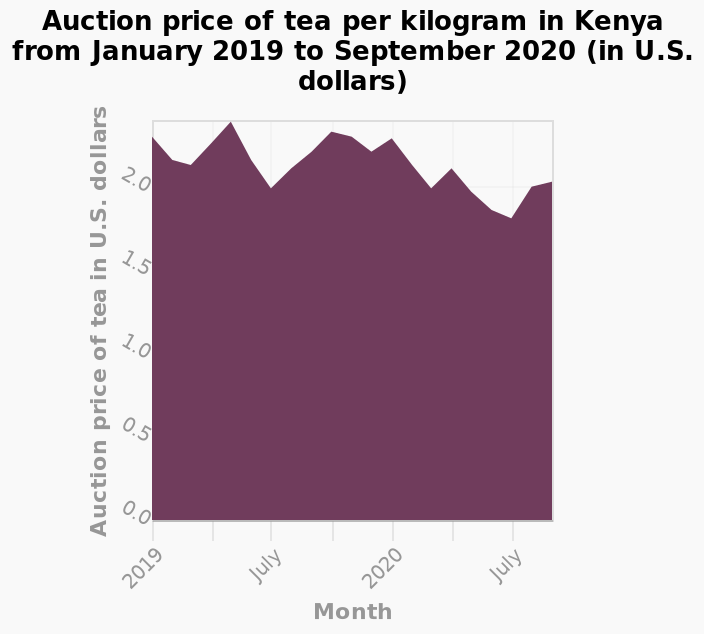 Auction price of tea per kilogram in Kenya
from January 2019 to September 2020 (in U.S.
dollars)
Auction price of tea in U.S. dollars
2.0
1.5
1.0
0.5
0.0
2019
July
2020
July
Month